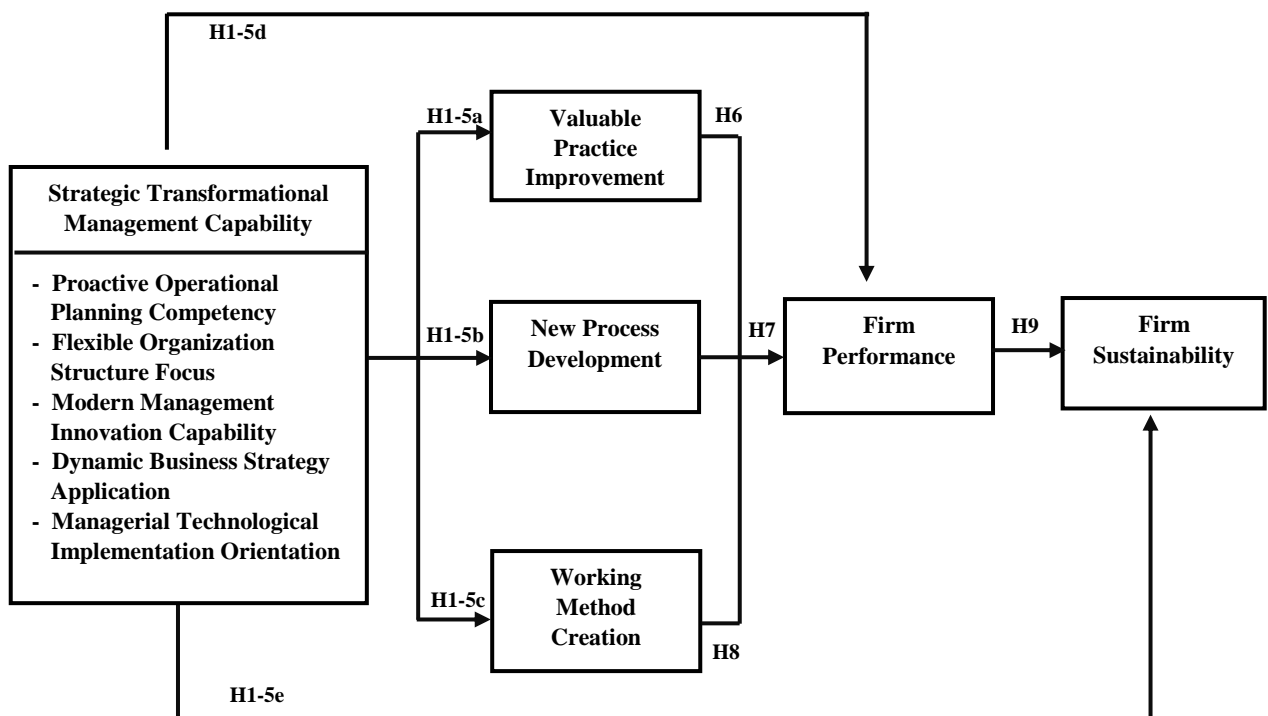 H1-5d
H1-5a
Valuable
Practice
Improvement
H6
Strategic Transformational
Management Capability
- Proactive Operational
Planning Competency
- Flexible Organization
Structure Focus
- Modern Management
Innovation Capability
- Dynamic Business Strategy
Application
- Managerial Technological
Implementation Orientation
H1-5b
New Process
Development
H7
Firm
Performance
H9
Firm
Sustainability
H1-5c
Working
Method
Creation
H8
H1-5e